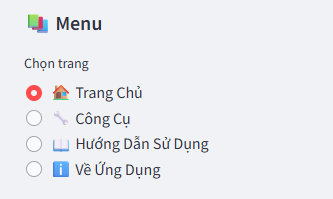 Menu
Chọn trang
Trang Chủ
Công Cụ
Hướng Dẫn Sử Dụng
Về Ứng Dụng